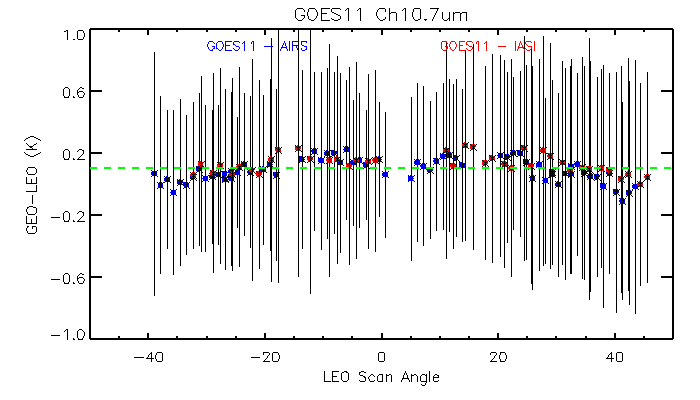 GOES11 Ch10.7um
GOES11 - AIRS GOES11 - IASI
1.0
0.6
0.2
-0.2
-0.6
-1.0
GEO-LEO (K)
-40 -20 0 20 40
LEO Scan Angle